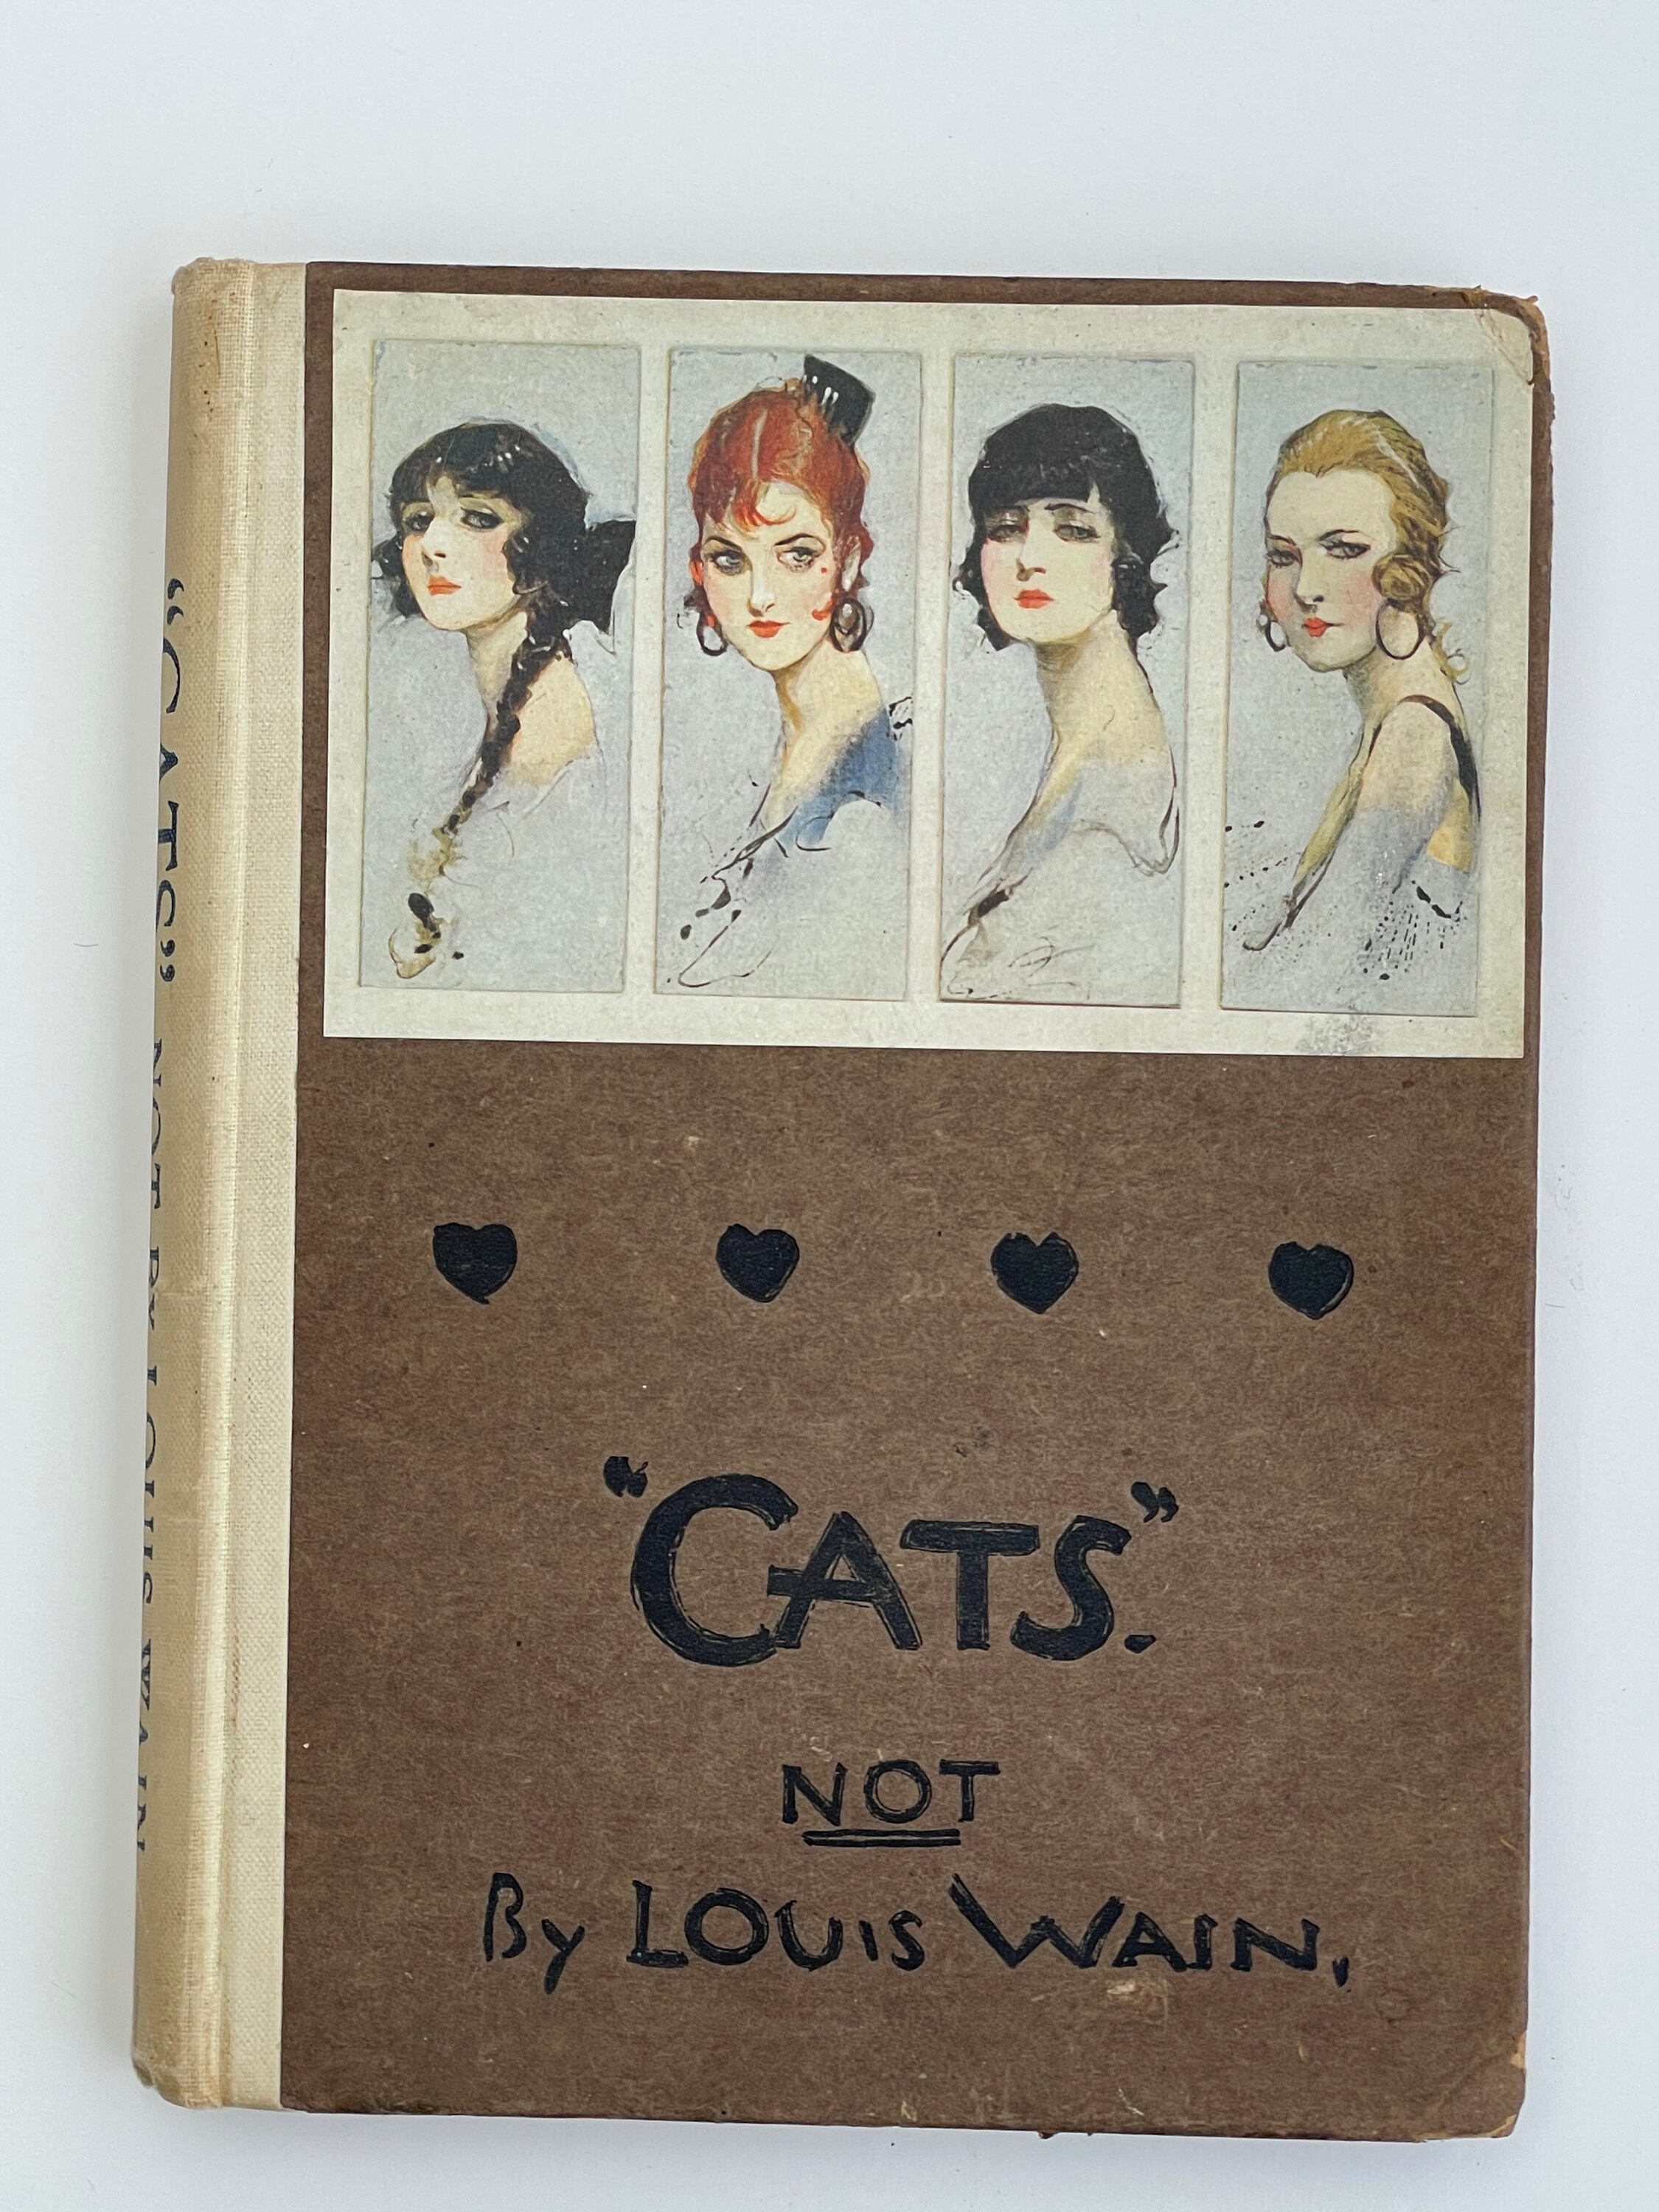 "CATS" NOT BY LOUIS WAIN
"CATS."
NOT
By LOUIS WAIN.